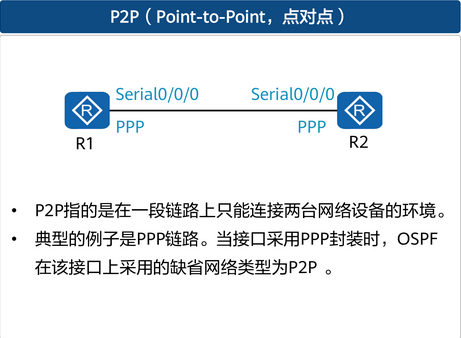 P2P（Point-to-Point，点对点）
Serial0/0/0 Serial0/0/0
R R
PPP PPP
R1 R2
• P2P指的是在一段链路上只能连接两台网络设备的环境。
• 典型的例子是PPP链路。当接口采用PPP封装时，OSPF
在该接口上采用的缺省网络类型为P2P 。